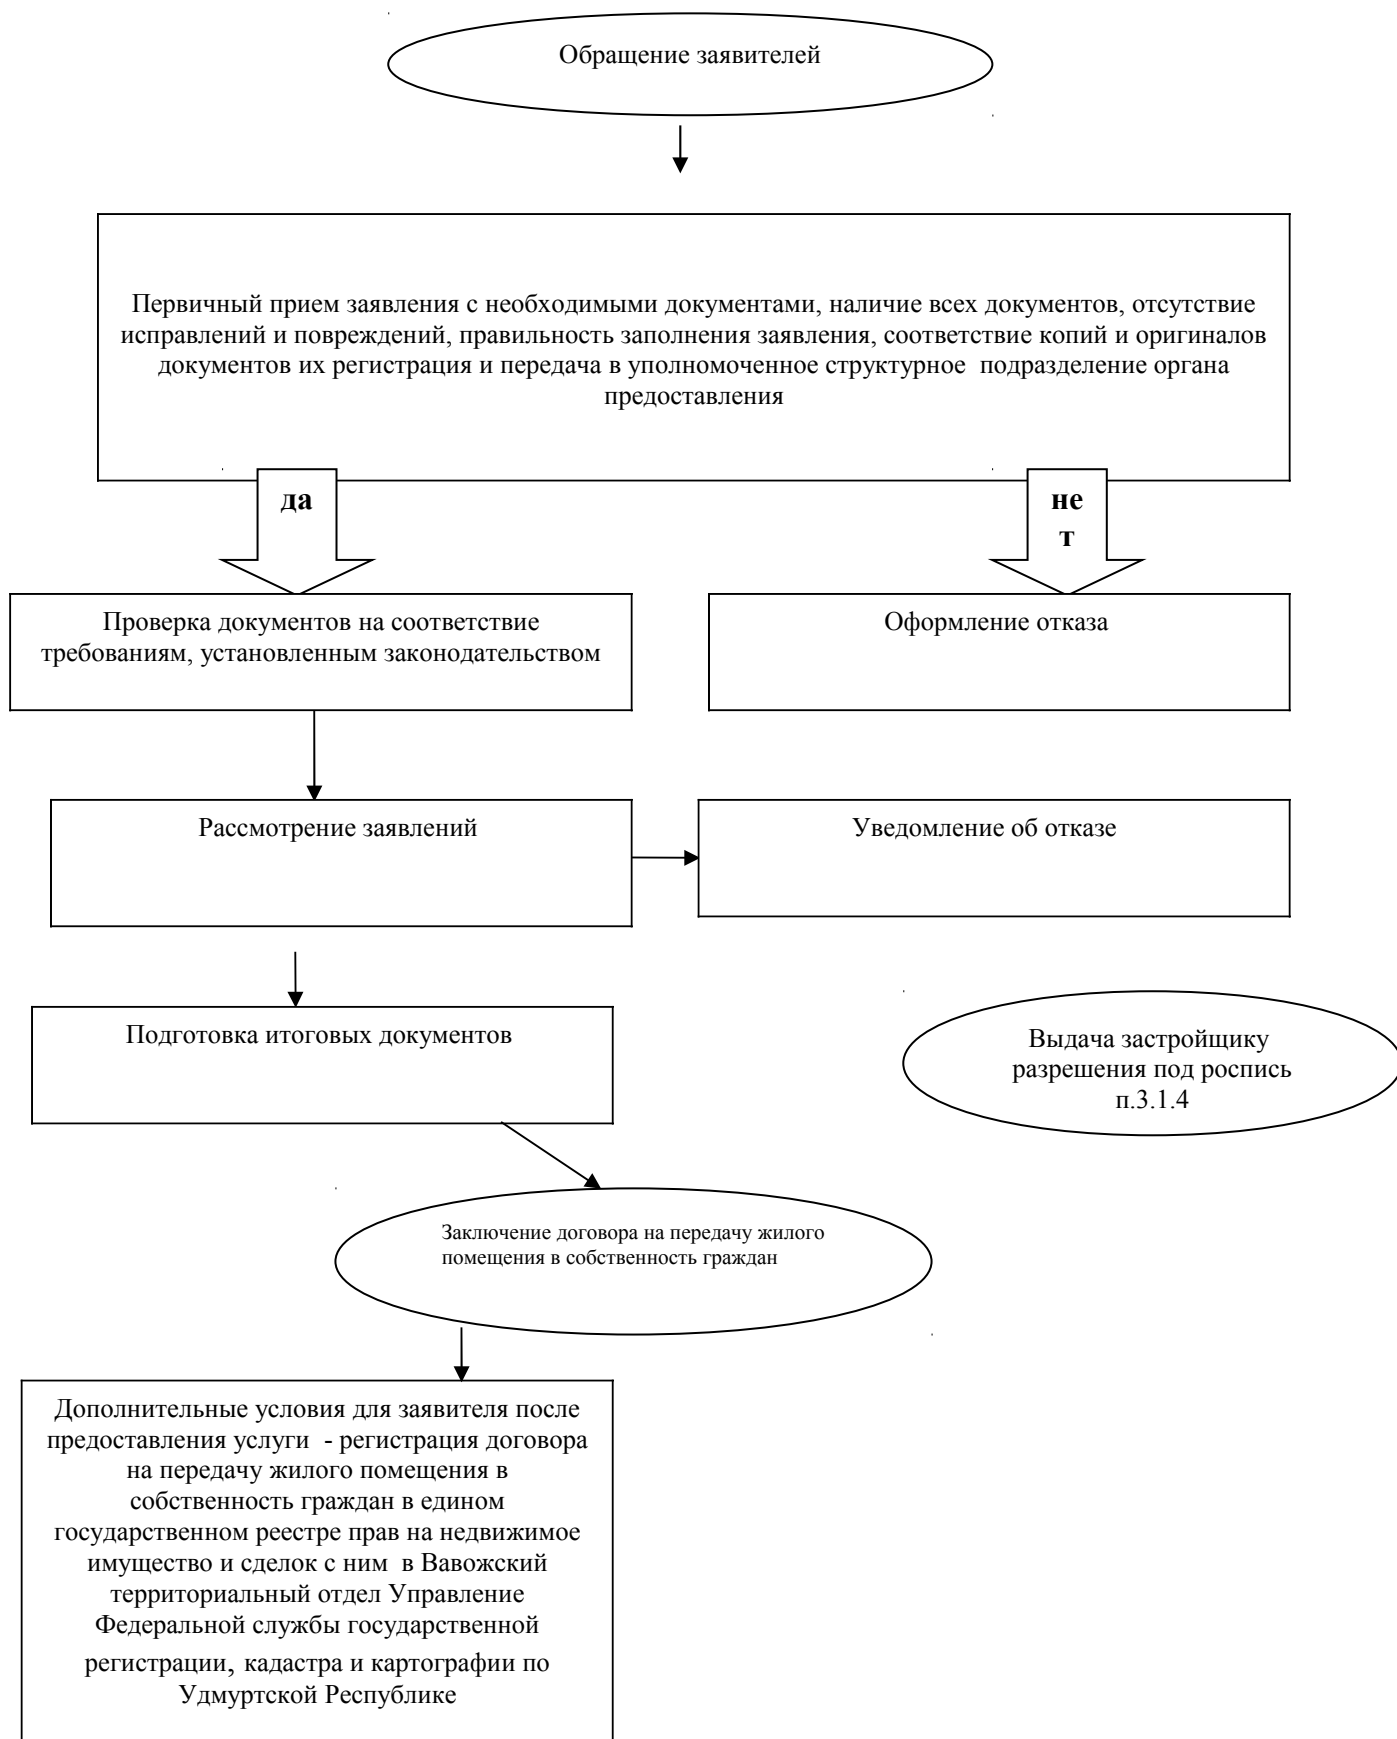 Обращение заявителей
Первичный прием заявления с необходимыми документами, наличие всех документов, отсутствие
исправлений и повреждений, правильность заполнения заявления, соответствие копий и оригиналов
документов их регистрация и передача в уполномоченное структурное  подразделение органа
предоставления
да
не
т
Проверка документов на соответствие
требованиям, установленным законодательством
Оформление отказа
Рассмотрение заявлений
Уведомление об отказе
Подготовка итоговых документов
Выдача застройщику
разрешения под роспись
п.3.1.4
Заключение договора на передачу жилого
помещения в собственность граждан
Дополнительные условия для заявителя после
предоставления услуги  - регистрация договора
на передачу жилого помещения в
собственность граждан в едином
государственном реестре прав на недвижимое
имущество и сделок с ним  в Вавожский
территориальный отдел Управление
Федеральной службы государственной
регистрации, кадастра и картографии по
Удмуртской Республике